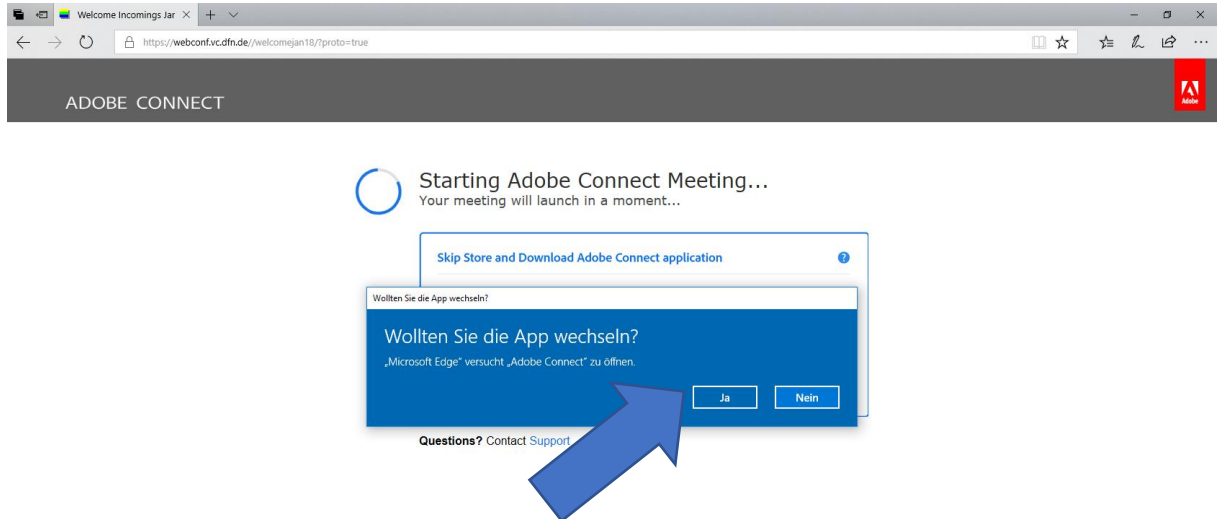 Welcome Incomings Jar
https://webconf.vc.dfn.de//welcomejan18/?proto=true
ADOBE CONNECT
Adobe
Starting Adobe Connect Meeting...
Your meeting will launch in a moment...
Skip Store and Download Adobe Connect application
?
Wollten Sie die App wechseln?
Wollten Sie die App wechseln?
„Microsoft Edge" versucht „Adobe Connect" zu öffnen.
Ja Nein
Questions? Contact Support